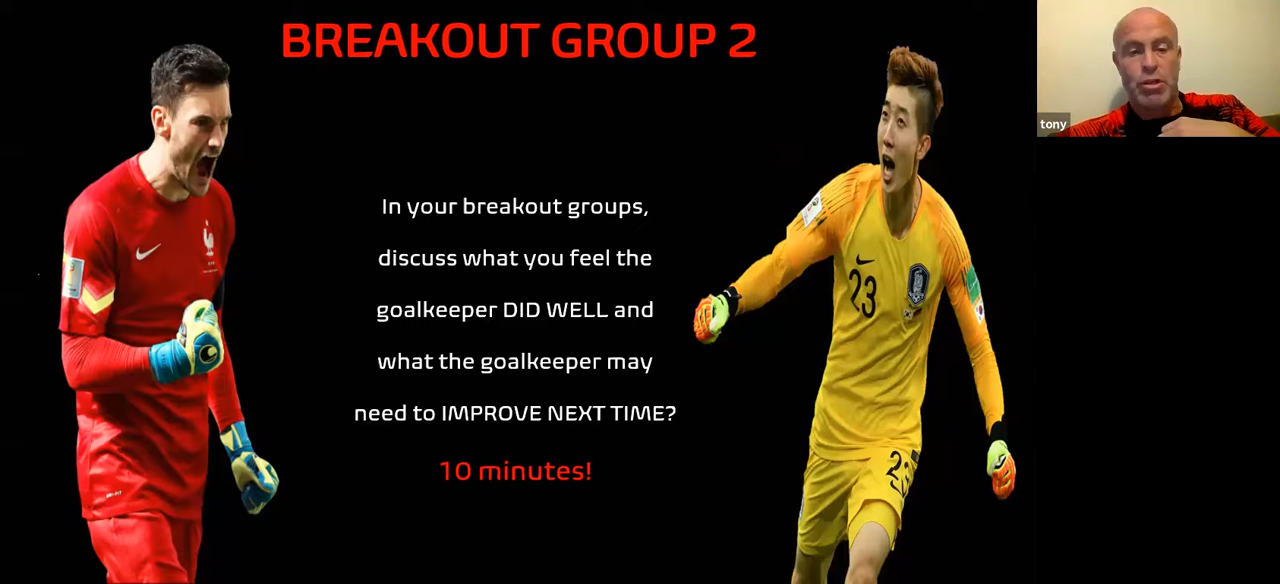 BREAKOUT GROUP 2
tony
In your breakout groups,
discuss what you feel the
goalkeeper DID WELL and
what the goalkeeper may
need to IMPROVE NEXT TIME?
10 minutes!
23
23